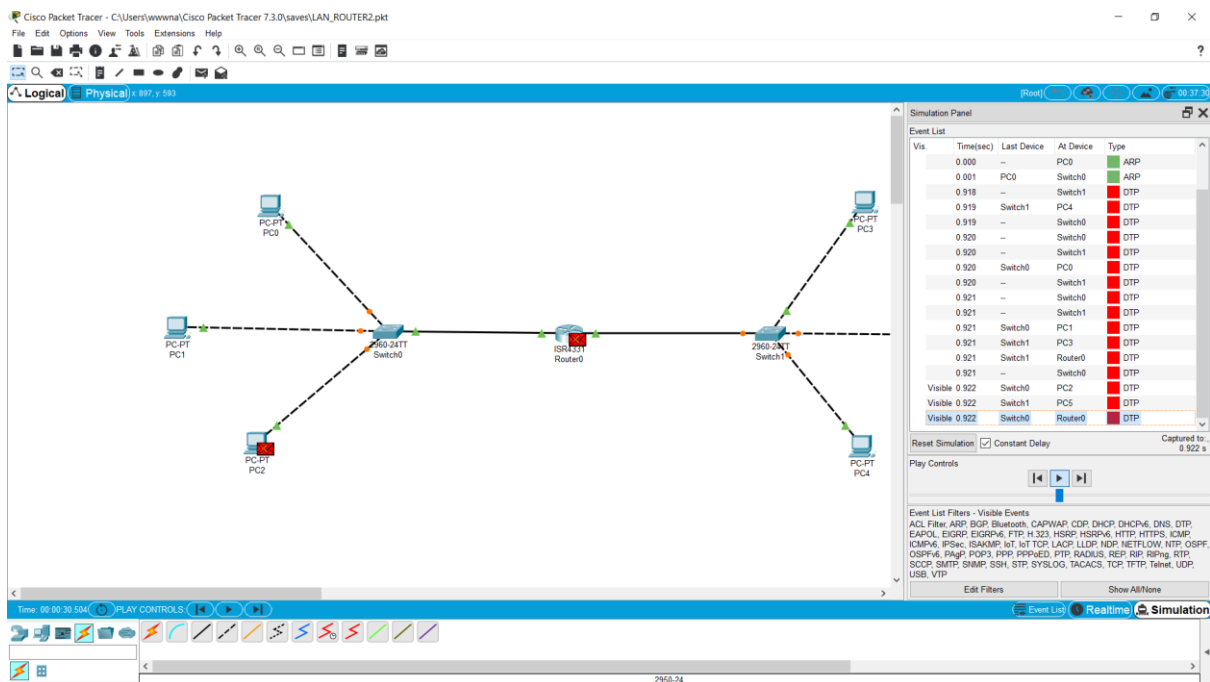 Cisco Packet Tracer - C:\Users\wwwna\Cisco Packet Tracer 7.3.0\saves\LAN_ROUTER2.pkt
File Edit Options View Tools Extensions Help
?
Logical Physical x: 897, y: 593 [Root] 00:37:30
Simulation Panel
Event List
Vis. Time(sec) Last Device At Device Type
0.000 -- PC0 ARP
0.001 PC0 Switch0 ARP
0.918 -- Switch1 DTP
0.919 Switch1 PC4 DTP
0.919 -- Switch0 DTP
0.920 -- Switch0 DTP
0.920 -- Switch1 DTP
0.920 Switch0 PC0 DTP
0.920 -- Switch1 DTP
0.921 -- Switch0 DTP
0.921 -- Switch1 DTP
0.921 Switch0 PC1 DTP
0.921 Switch1 PC3 DTP
0.921 Switch1 Router0 DTP
0.921 -- Switch0 DTP
Visible 0.922 Switch0 PC2 DTP
Visible 0.922 Switch1 PC5 DTP
Visible 0.922 Switch0 Router0 DTP
Reset Simulation Constant Delay Captured to:
0.922 s
Play Controls
Event List Filters - Visible Events
ACL Filter, ARP, BGP, Bluetooth, CAPWAP, CDP, DHCP, DHCPv6, DNS, DTP,
EAPOL, EIGRP, EIGRPv6, FTP, H.323, HSRP, HSRPv6, HTTP, HTTPS, ICMP,
ICMPv6, IPSec, ISAKMP, IoT, IoT TCP, LACP, LLDP, NDP, NETFLOW, NTP, OSPF,
OSPFv6, PAgP, POP3, PPP, PPPoED, PTP, RADIUS, REP, RIP, RIPng, RTP,
SCCP, SMTP, SNMP, SSH, STP, SYSLOG, TACACS, TCP, TFTP, Telnet, UDP,
USB, VTP
Edit Filters Show All/None
PC-PT
PC0
PC-PT
PC3
PC-PT
PC1
2960-24TT
Switch0
ISR4331
Router0
2960-24TT
Switch1
PC-PT
PC2
PC-PT
PC4
Time: 00:00:30.504 PLAY CONTROLS: Event List Realtime Simulation
2950-24